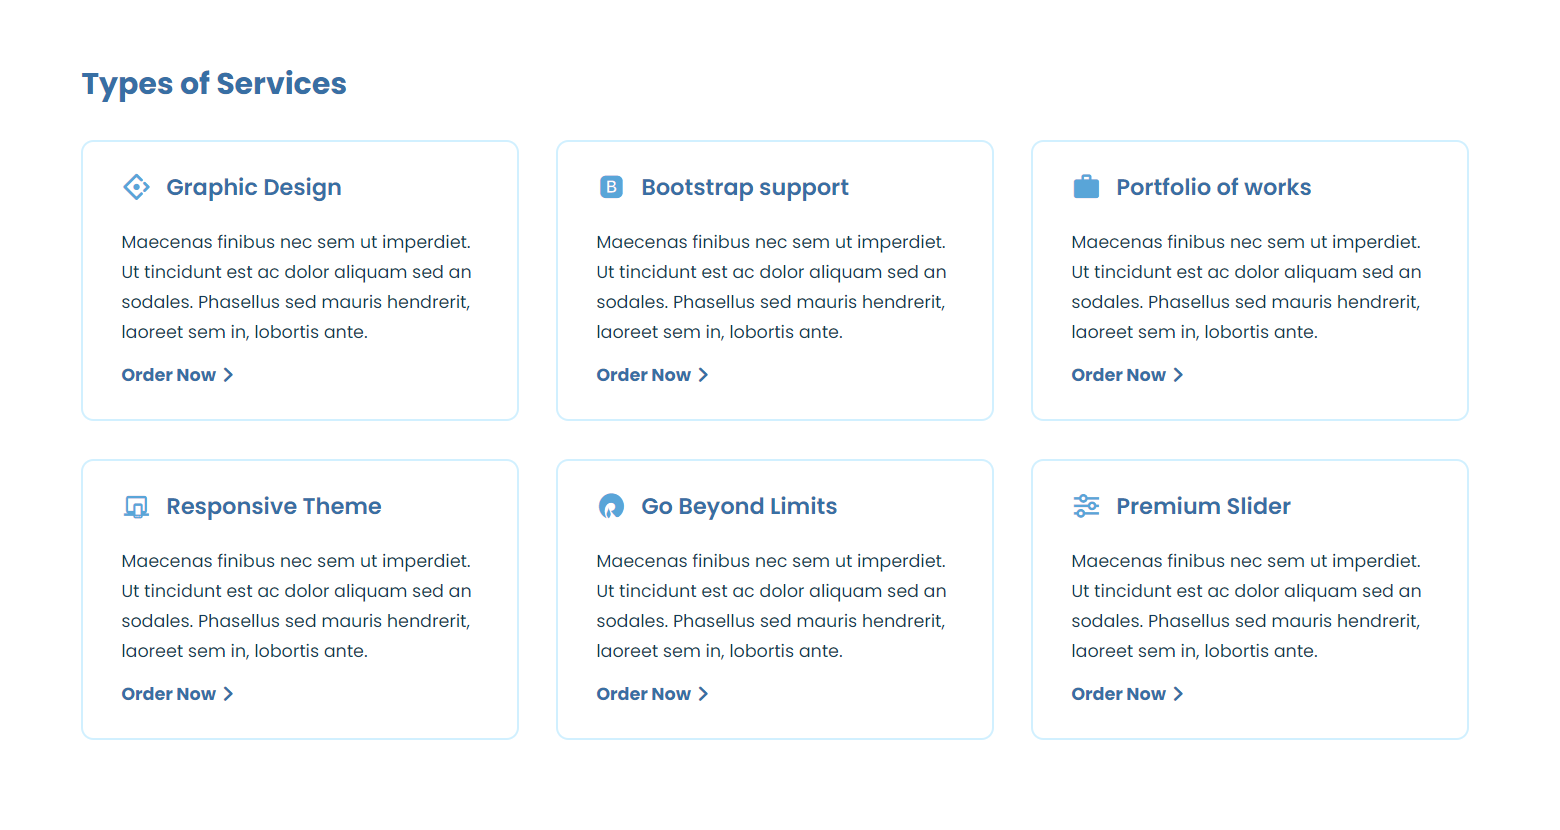 Types of Services
Graphic Design
Maecenas finibus nec sem ut imperdiet.
Ut tincidunt est ac dolor aliquam sed an
sodales. Phasellus sed mauris hendrerit,
laoreet sem in, lobortis ante.
Order Now
B
Bootstrap support
Maecenas finibus nec sem ut imperdiet.
Ut tincidunt est ac dolor aliquam sed an
sodales. Phasellus sed mauris hendrerit,
laoreet sem in, lobortis ante.
Order Now
Portfolio of works
Maecenas finibus nec sem ut imperdiet.
Ut tincidunt est ac dolor aliquam sed an
sodales. Phasellus sed mauris hendrerit,
laoreet sem in, lobortis ante.
Order Now
Responsive Theme
Maecenas finibus nec sem ut imperdiet.
Ut tincidunt est ac dolor aliquam sed an
sodales. Phasellus sed mauris hendrerit,
laoreet sem in, lobortis ante.
Order Now
Go Beyond Limits
Maecenas finibus nec sem ut imperdiet.
Ut tincidunt est ac dolor aliquam sed an
sodales. Phasellus sed mauris hendrerit,
laoreet sem in, lobortis ante.
Order Now
Premium Slider
Maecenas finibus nec sem ut imperdiet.
Ut tincidunt est ac dolor aliquam sed an
sodales. Phasellus sed mauris hendrerit,
laoreet sem in, lobortis ante.
Order Now